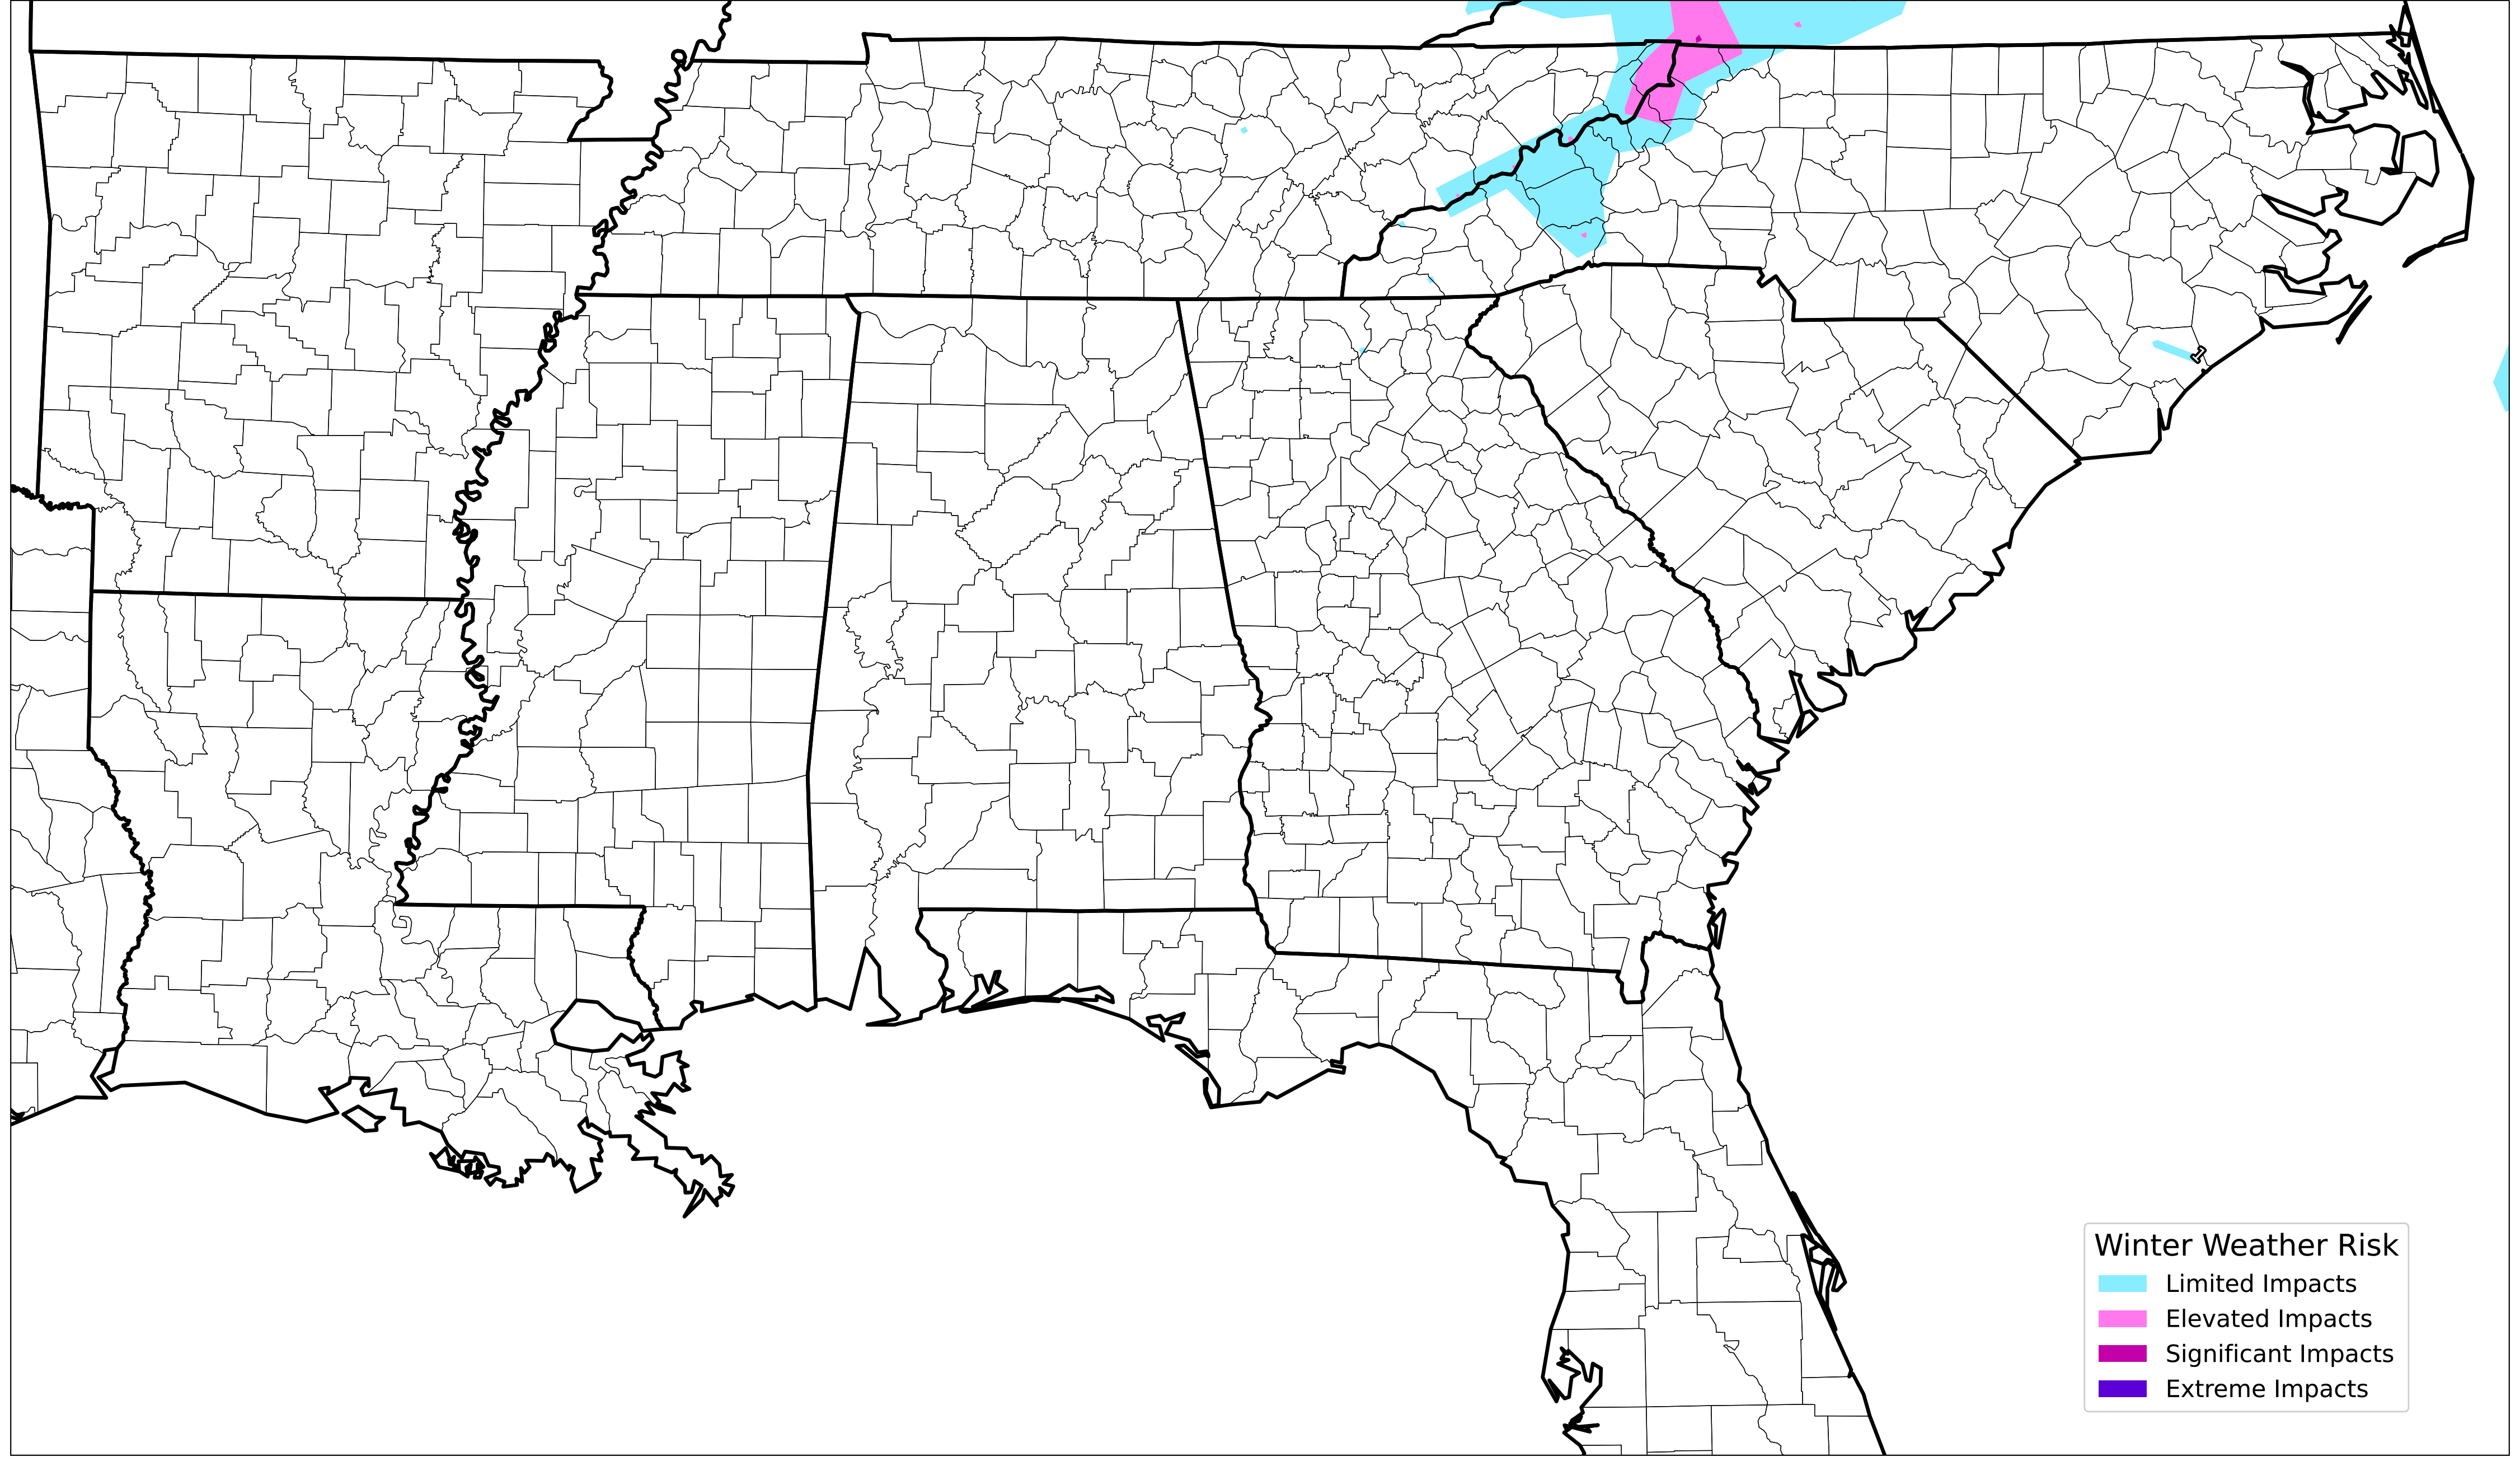 Winter Weather Risk
Limited Impacts
Elevated Impacts
Significant Impacts
Extreme Impacts